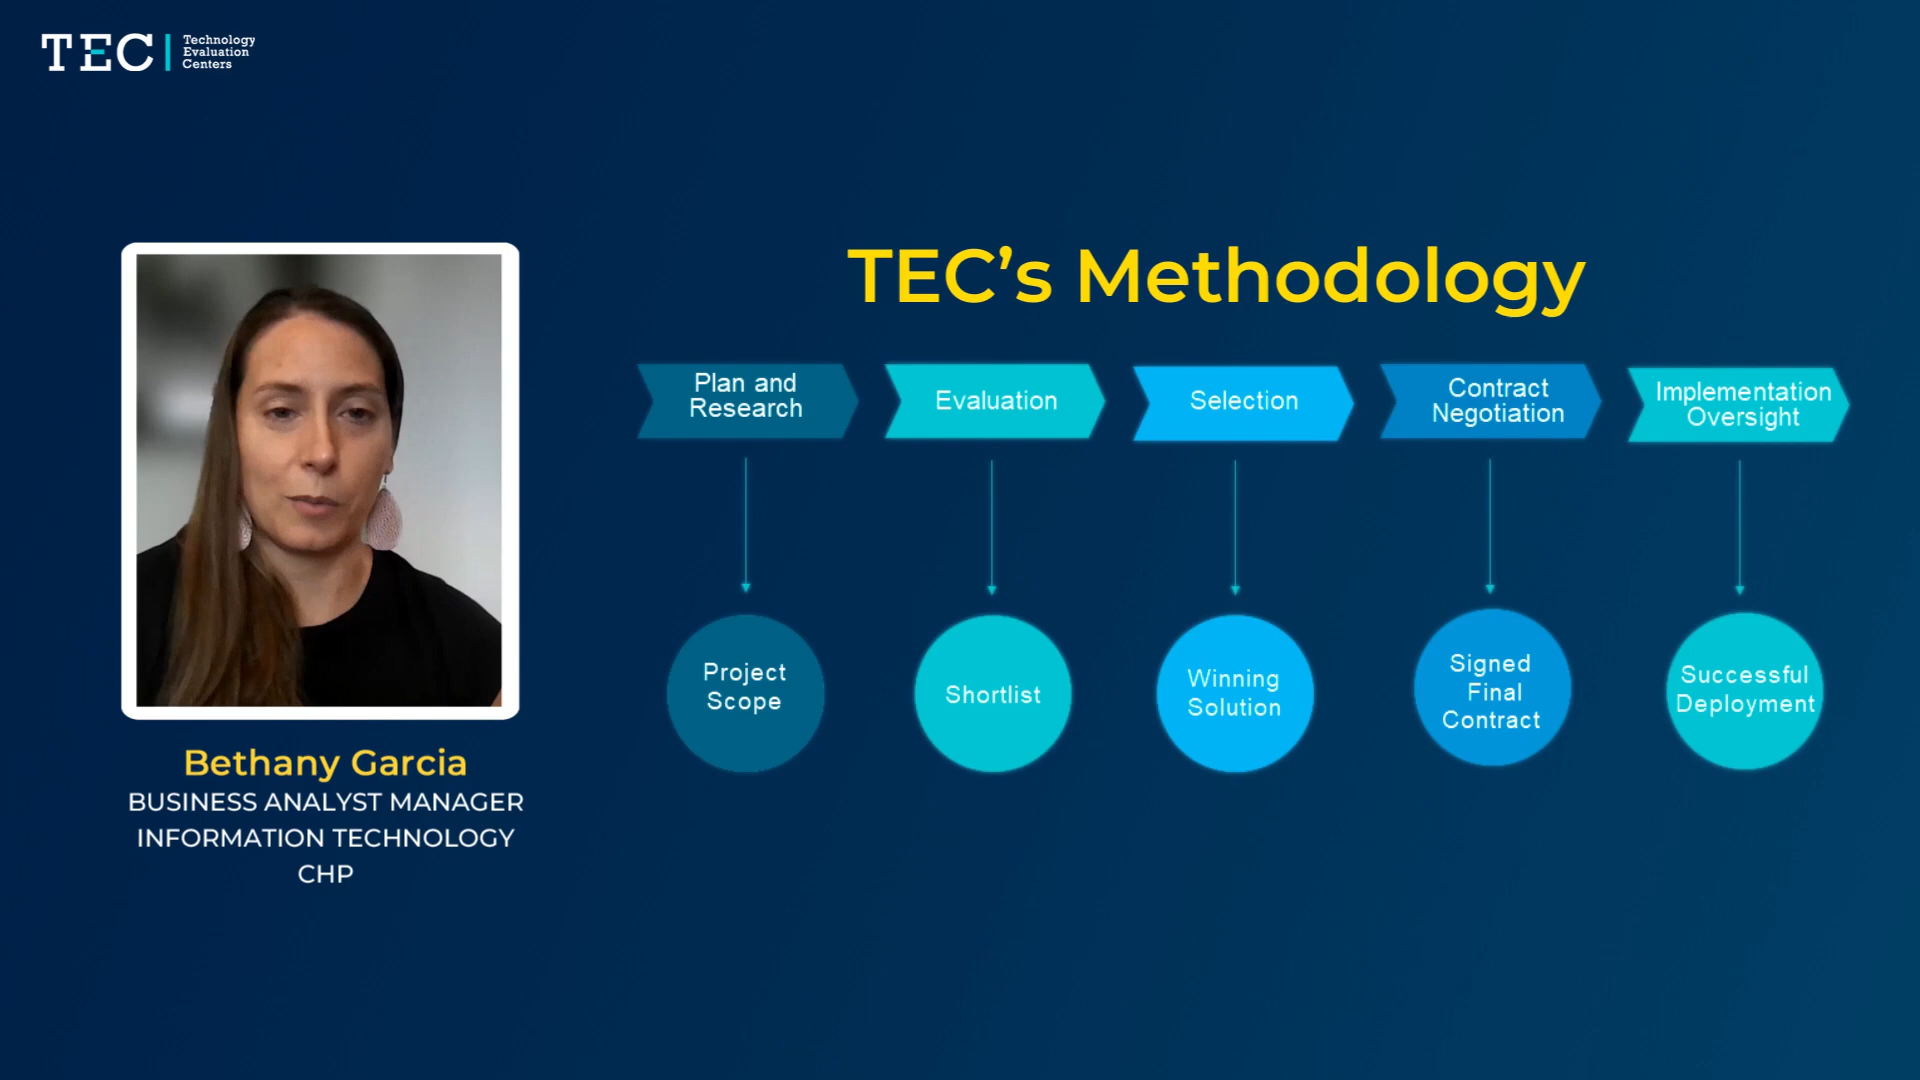 TEC
Technology
Evaluation
Centers
TEC’s Methodology
Plan and
Research
Evaluation
Selection
Contract
Negotiation
Implementation
Oversight
Project
Scope
Shortlist
Winning
Solution
Signed
Final
Contract
Successful
Deployment
Bethany Garcia
BUSINESS ANALYST MANAGER
INFORMATION TECHNOLOGY
CHP